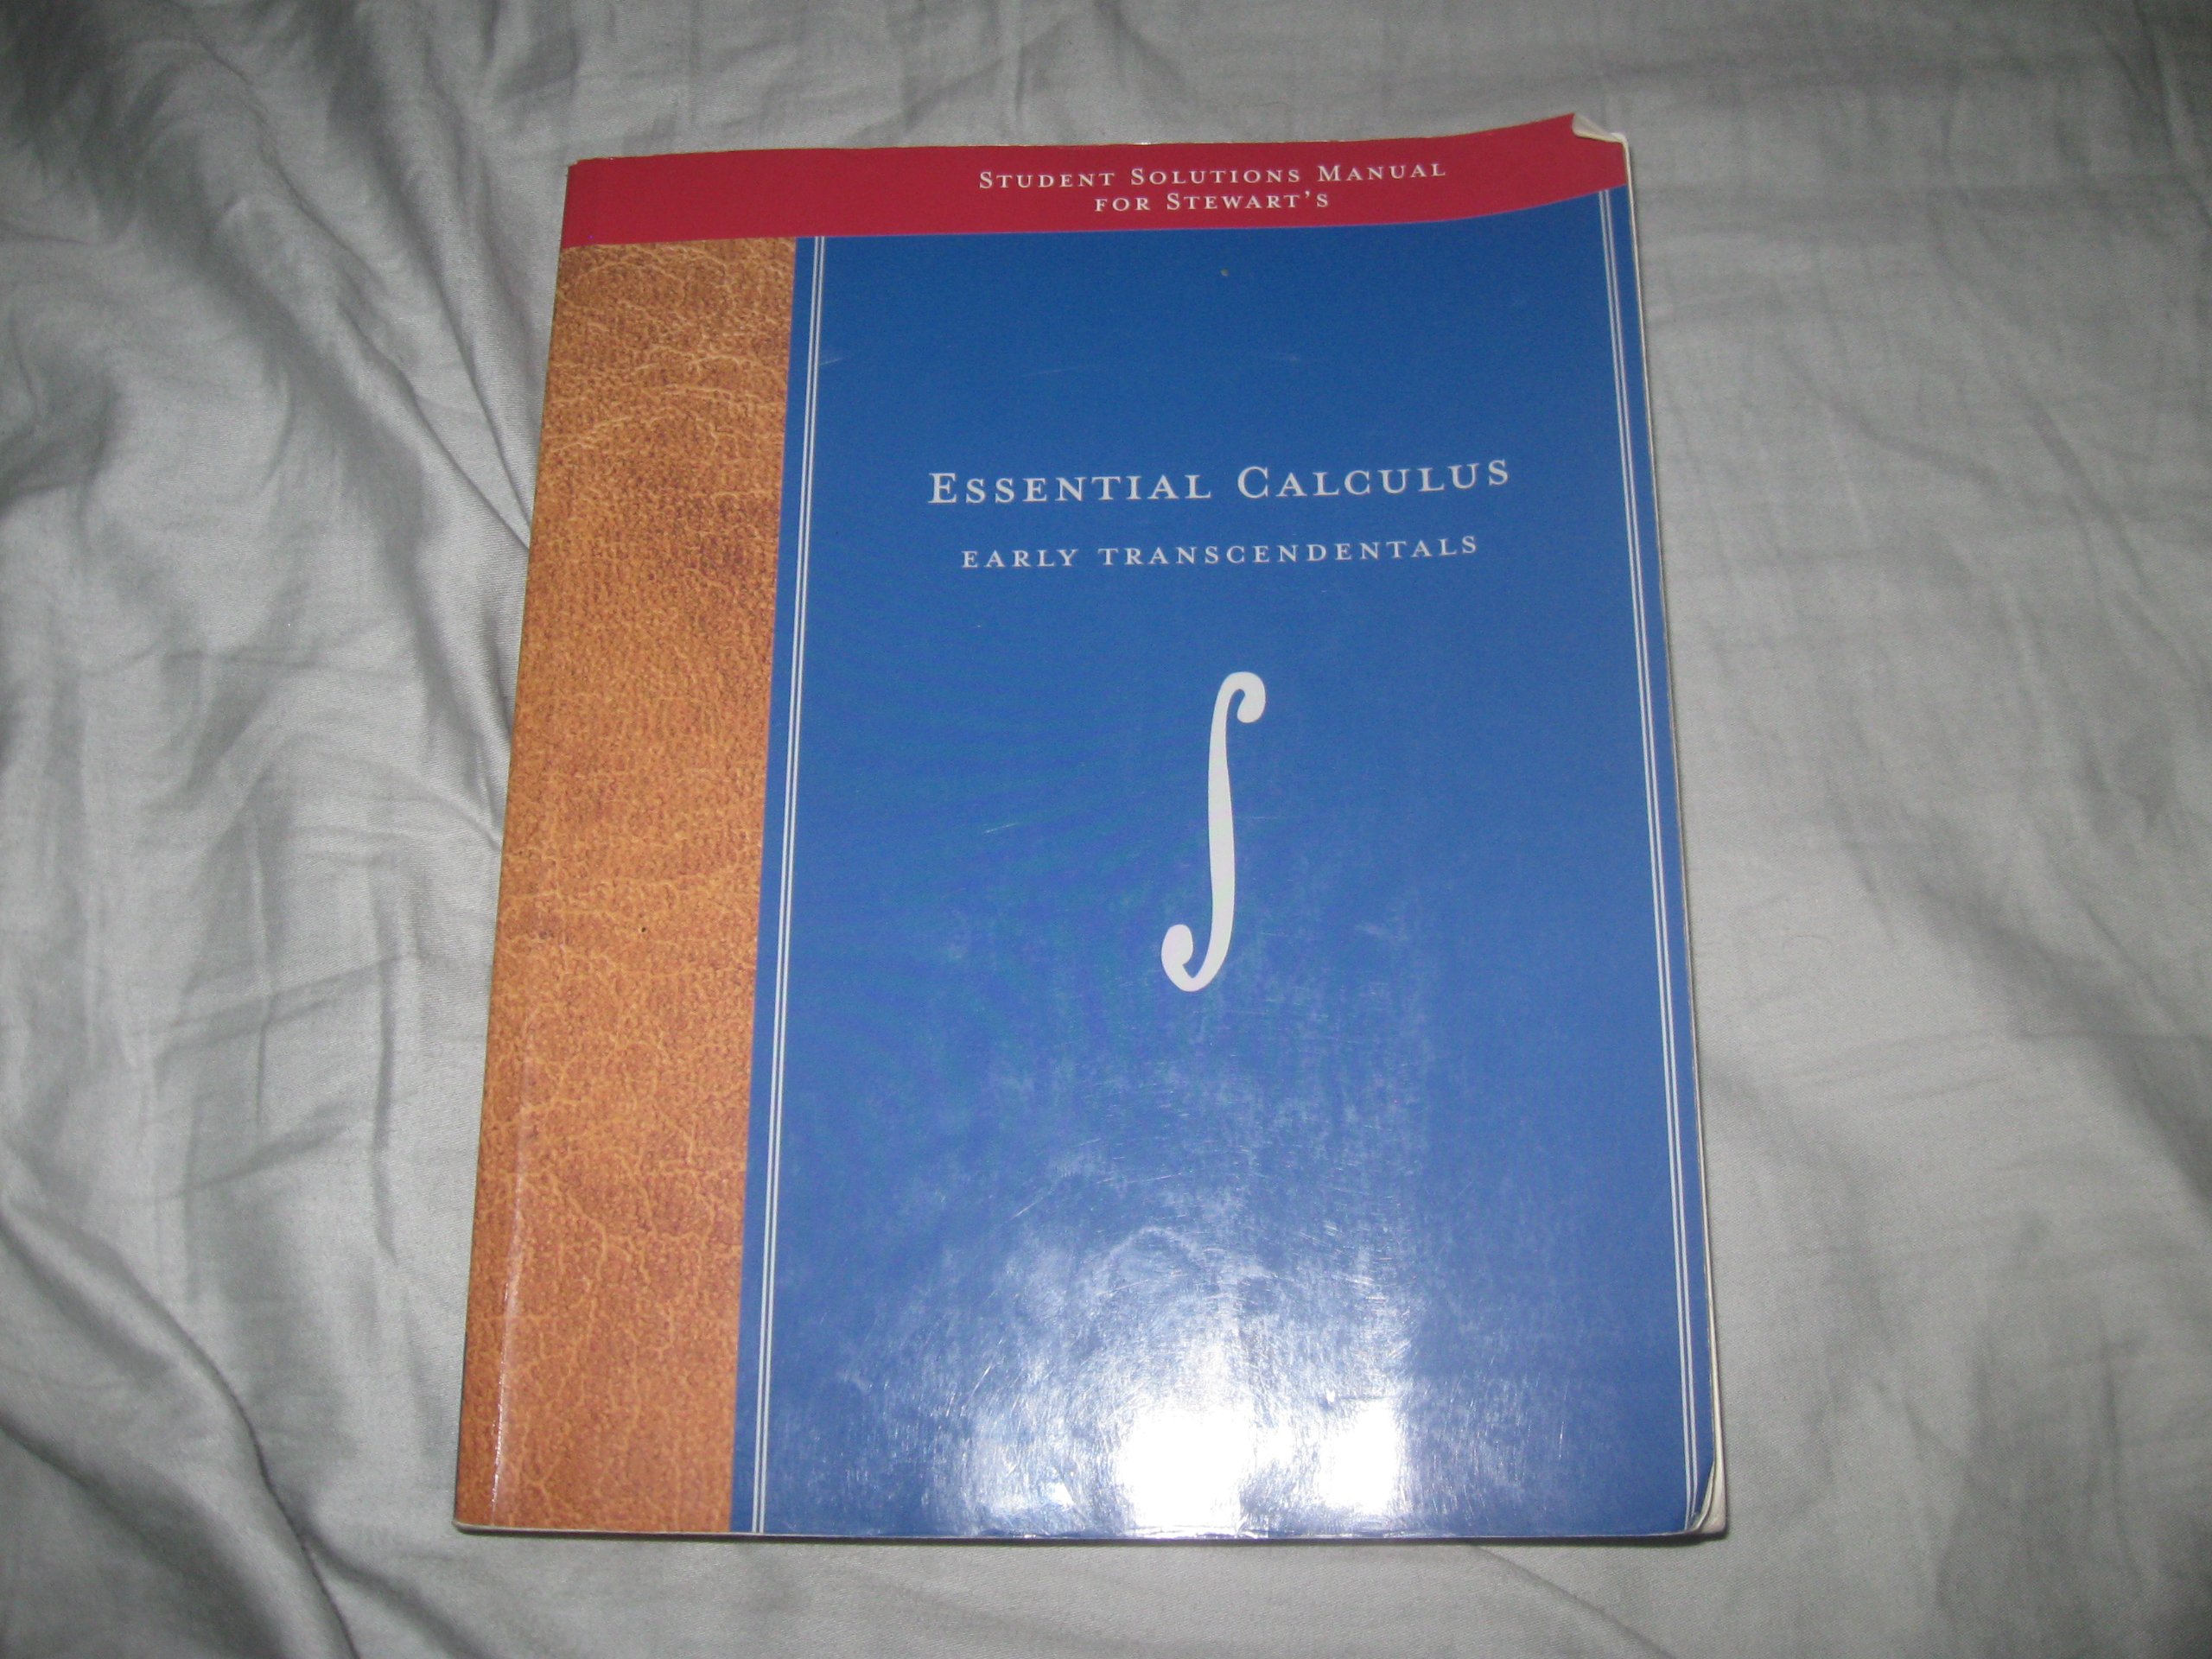 STUDENT SOLUTIONS MANUAL
FOR STEWART'S
ESSENTIAL CALCULUS
EARLY TRANSCENDENTALS
∫